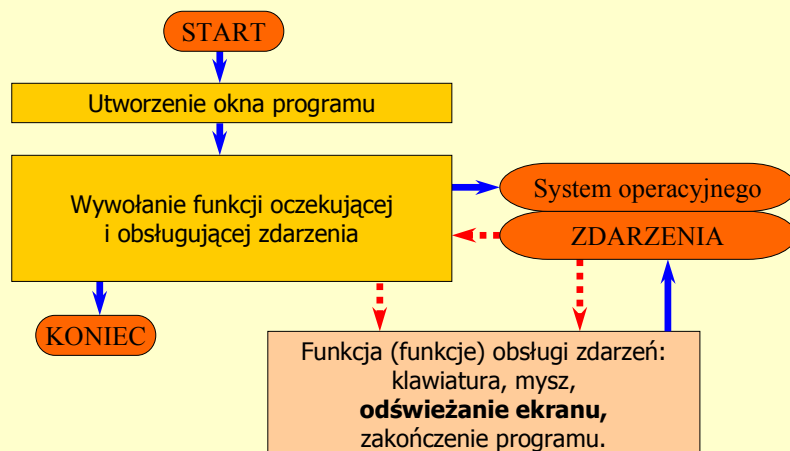 START
Utworzenie okna programu
Wywołanie funkcji oczekującej
i obsługującej zdarzenia
System operacyjnego
ZDARZENIA
KONIEC
Funkcja (funkcje) obsługi zdarzeń:
klawiatura, mysz,
odświeżanie ekranu,
zakończenie programu.